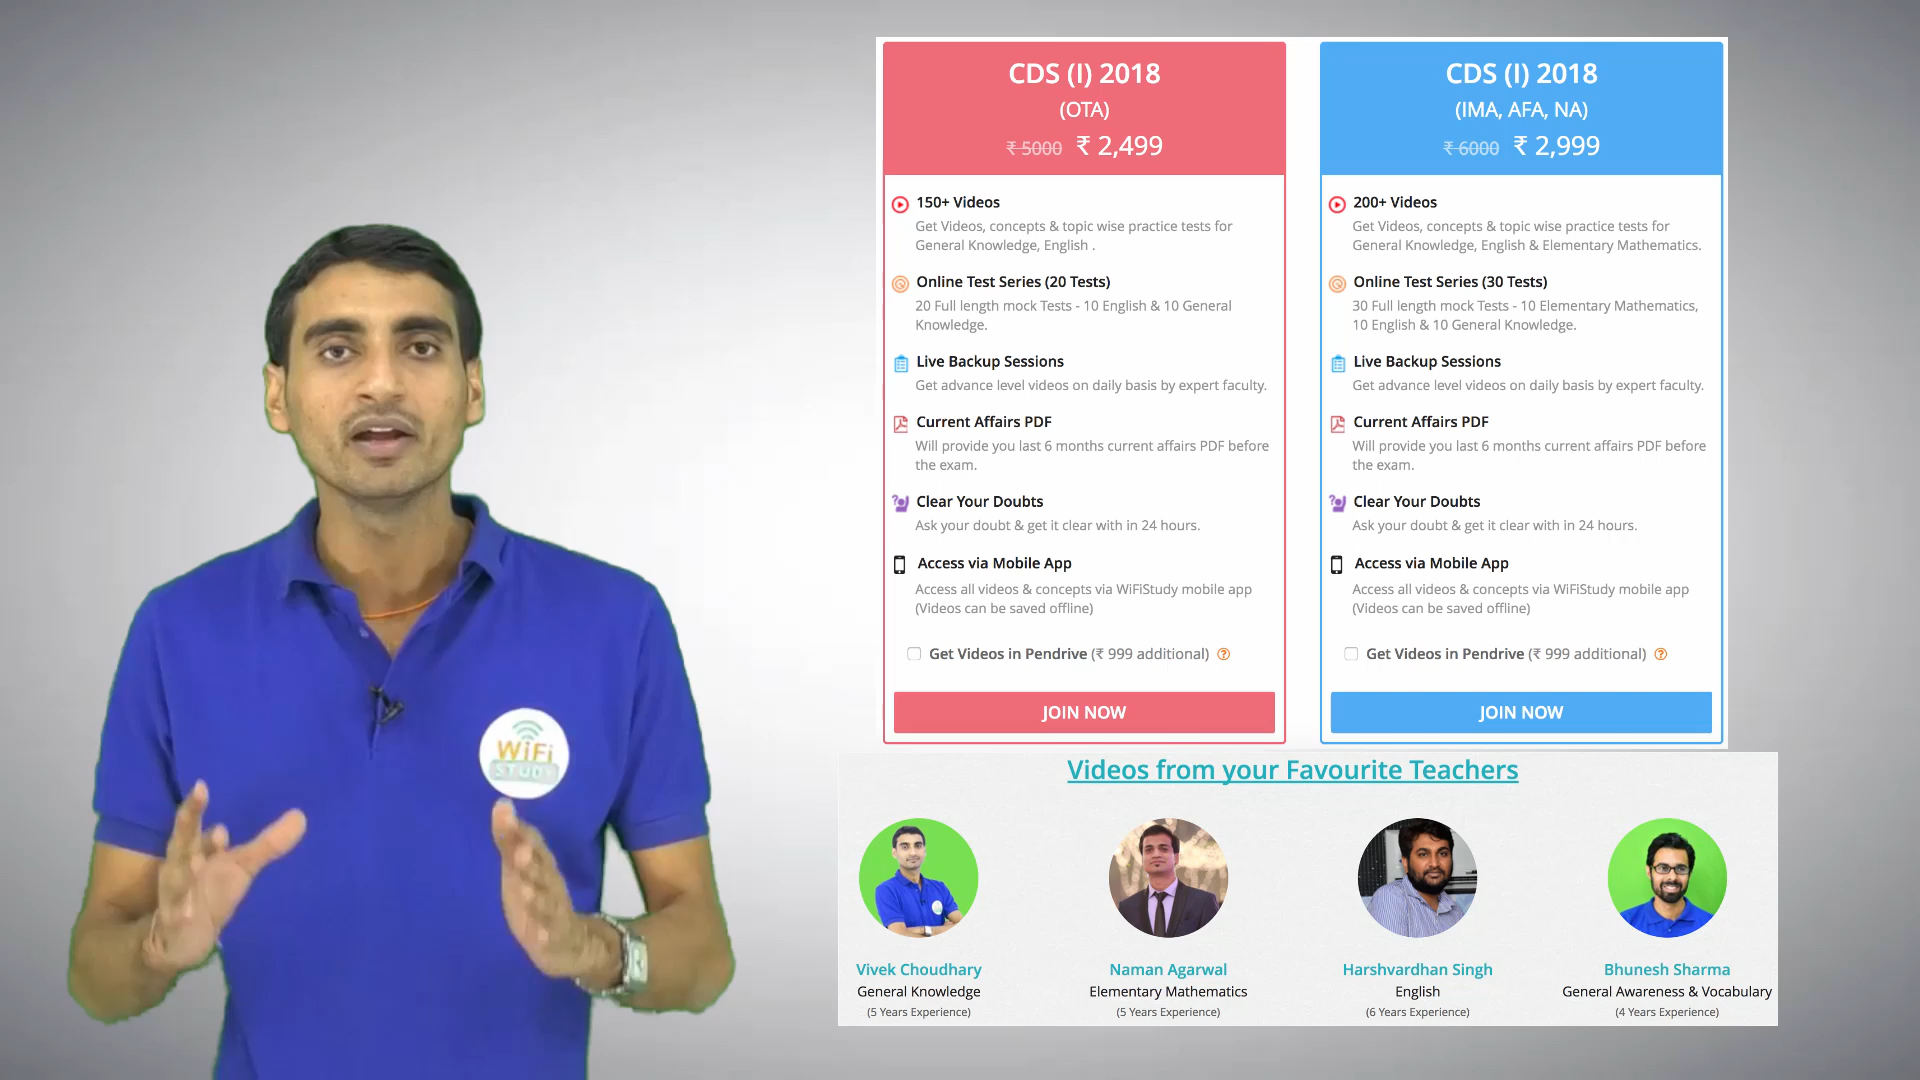 CDS (I) 2018
(OTA)
₹ 5000 ₹ 2,499
150+ Videos
Get Videos, concepts & topic wise practice tests for
General Knowledge, English .
Online Test Series (20 Tests)
20 Full length mock Tests - 10 English & 10 General
Knowledge.
Live Backup Sessions
Get advance level videos on daily basis by expert faculty.
Current Affairs PDF
Will provide you last 6 months current affairs PDF before
the exam.
Clear Your Doubts
Ask your doubt & get it clear with in 24 hours.
Access via Mobile App
Access all videos & concepts via WiFiStudy mobile app
(Videos can be saved offline)
Get Videos in Pendrive (₹ 999 additional) ?
JOIN NOW
CDS (I) 2018
(IMA, AFA, NA)
₹ 6000 ₹ 2,999
200+ Videos
Get Videos, concepts & topic wise practice tests for
General Knowledge, English & Elementary Mathematics.
Online Test Series (30 Tests)
30 Full length mock Tests - 10 Elementary Mathematics,
10 English & 10 General Knowledge.
Live Backup Sessions
Get advance level videos on daily basis by expert faculty.
Current Affairs PDF
Will provide you last 6 months current affairs PDF before
the exam.
Clear Your Doubts
Ask your doubt & get it clear with in 24 hours.
Access via Mobile App
Access all videos & concepts via WiFiStudy mobile app
(Videos can be saved offline)
Get Videos in Pendrive (₹ 999 additional) ?
JOIN NOW
WiFi
STUDY
Videos from your Favourite Teachers
Vivek Choudhary
General Knowledge
(5 Years Experience)
Naman Agarwal
Elementary Mathematics
(5 Years Experience)
Harshvardhan Singh
English
(6 Years Experience)
Bhunesh Sharma
General Awareness & Vocabulary
(4 Years Experience)